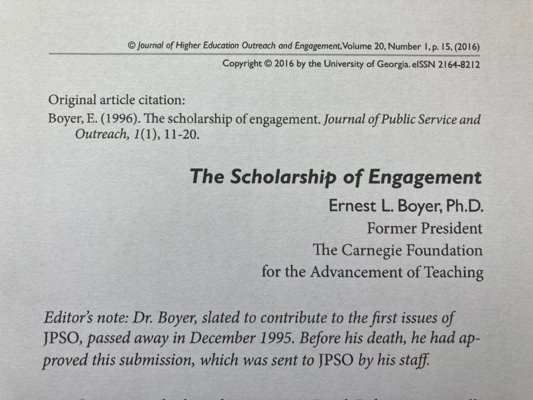 © Journal of Higher Education Outreach and Engagement, Volume 20, Number 1, p. 15, (2016)
Copyright © 2016 by the University of Georgia. eISSN 2164-8212
Original article citation:
Boyer, E. (1996). The scholarship of engagement. Journal of Public Service and
Outreach, 1(1), 11-20.
The Scholarship of Engagement
Ernest L. Boyer, Ph.D.
Former President
The Carnegie Foundation
for the Advancement of Teaching
Editor's note: Dr. Boyer, slated to contribute to the first issues of
JPSO, passed away in December 1995. Before his death, he had ap-
proved this submission, which was sent to JPSO by his staff.